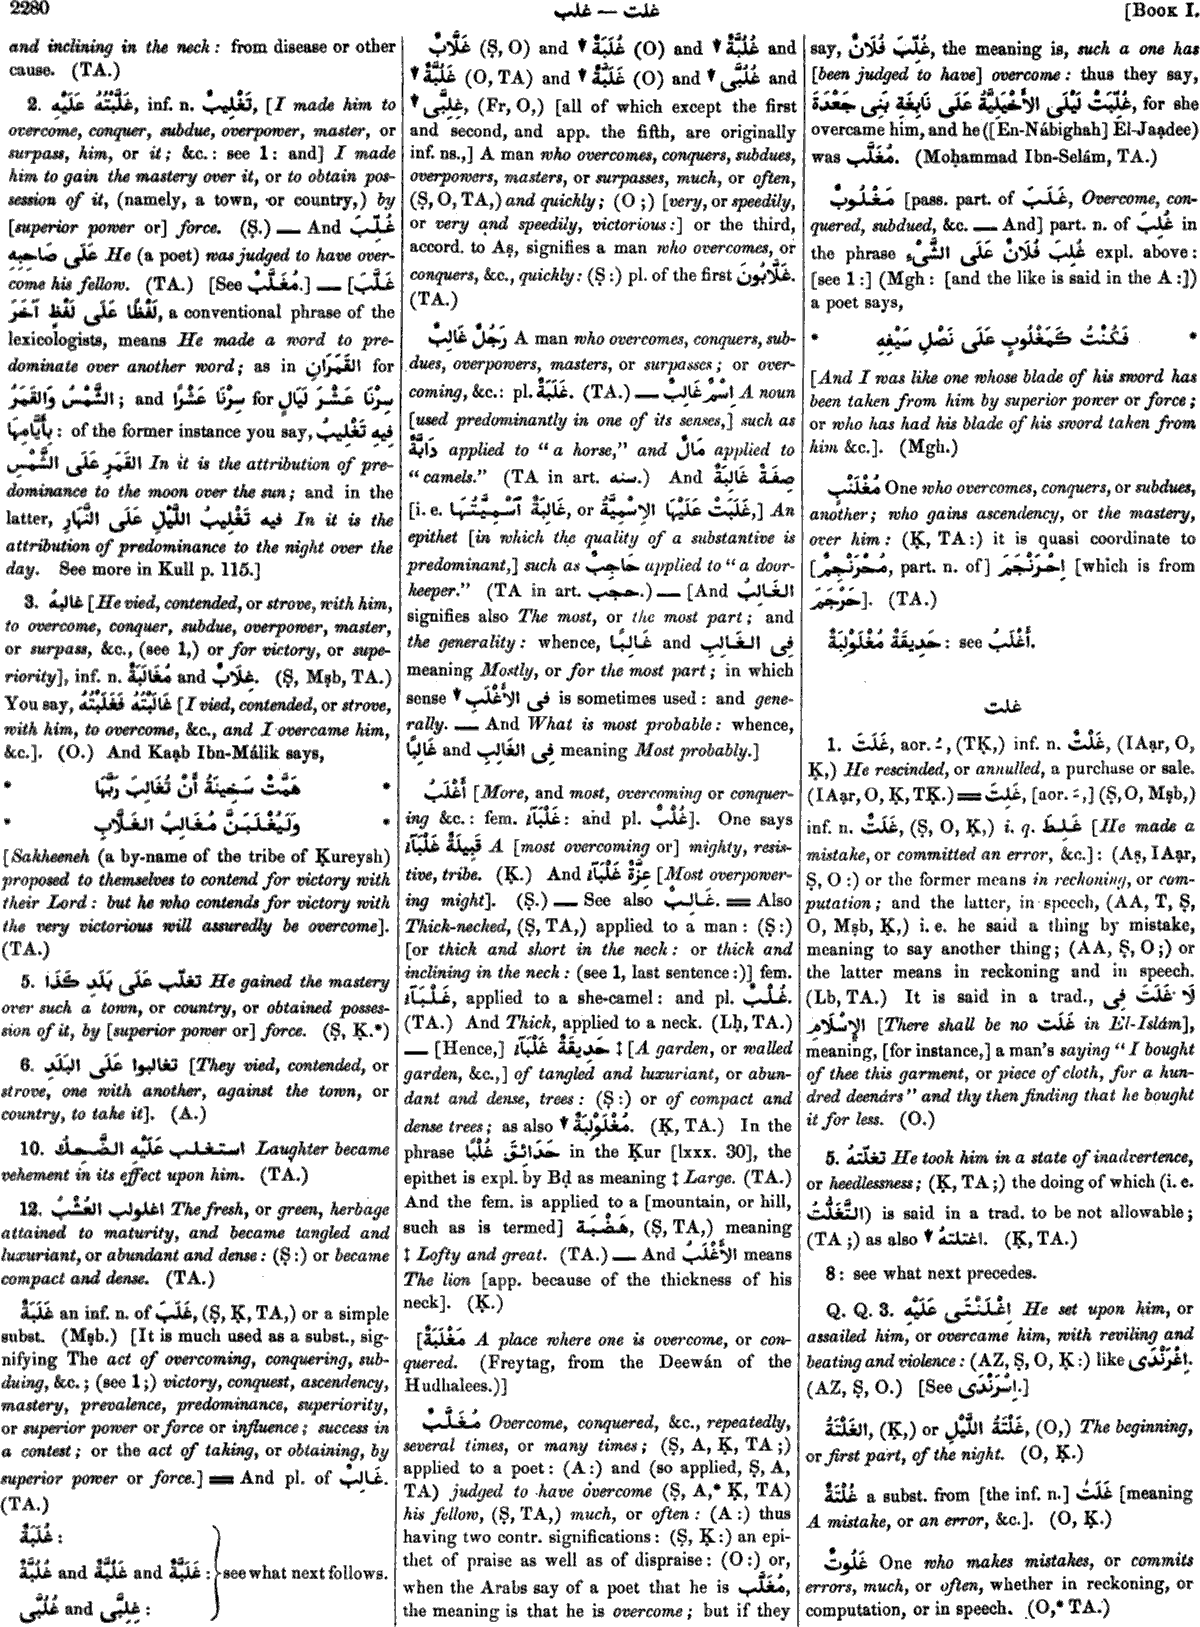 2280
غلب — غلت
[BOOK I.
and inclining in the neck: from disease or other
cause. (TA.)
2. غَلَّبْتُهُ عَلَيْهِ, inf. n. تَغْلِيبٌ, [I made him to
overcome, conquer, subdue, overpower, master, or
surpass, him, or it; &c.: see 1: and] I made
him to gain the mastery over it, or to obtain pos-
session of it, (namely, a town, or country,) by
[superior power or] force. (Ṣ.) — And غُلِّبَ
عَلَى صَاحِبِهِ He (a poet) was judged to have over-
come his fellow. (TA.) [See مُغَلَّبٌ.] — [غَلَّبَ
لَفْظًا عَلَى لَفْظٍ آخَرَ, a conventional phrase of the
lexicologists, means He made a word to pre-
dominate over another word; as in القَمَرَانِ for
الشَّمْسُ وَالقَمَرُ; and سِرْنَا عَشْرًا for سِرْنَا عَشْرَ لَيَالٍ
بِأَيَّامِهَا: of the former instance you say, فِيهِ تَغْلِيبُ
القَمَرِ عَلَى الشَّمْسِ In it is the attribution of pre-
dominance to the moon over the sun; and in the
latter, فيه تَغْلِيبُ اللَّيْلِ عَلَى النَّهَارِ In it is the
attribution of predominance to the night over the
day. See more in Kull p. 115.]
3. غالبهُ [He vied, contended, or strove, with him,
to overcome, conquer, subdue, overpower, master,
or surpass, &c., (see 1,) or for victory, or supe-
riority], inf. n. مُغَالَبَةٌ and غِلَابٌ. (Ṣ, Mṣb, TA.)
You say, غَالَبْتُهُ فَغَلَبْتُهُ [I vied, contended, or strove,
with him, to overcome, &c., and I overcame him,
&c.]. (O.) And Kaạb Ibn-Málik says,
* هَمَّتْ سَخِينَةُ أَنْ تُغَالِبَ رَبَّهَا *
* وَلَيُغْلَبَنَّ مُغَالِبُ الغَلَّابِ *
[Sakheeneh (a by-name of the tribe of Ḳureysh)
proposed to themselves to contend for victory with
their Lord: but he who contends for victory with
the very victorious will assuredly be overcome].
(TA.)
5. تغلّب عَلَى بَلَدِ كَذَا He gained the mastery
over such a town, or country, or obtained posses-
sion of it, by [superior power or] force. (Ṣ, Ḳ.*)
6. تغالبوا عَلَى البَلَدِ [They vied, contended, or
strove, one with another, against the town, or
country, to take it]. (A.)
10. استغلب عَلَيْهِ الضَّحِكُ Laughter became
vehement in its effect upon him. (TA.)
12. اغلولب العُشْبُ The fresh, or green, herbage
attained to maturity, and became tangled and
luxuriant, or abundant and dense: (Ṣ:) or became
compact and dense. (TA.)
غَلَبَةٌ an inf. n. of غَلَبَ, (Ṣ, Ḳ, TA,) or a simple
subst. (Mṣb.) [It is much used as a subst., sig-
nifying The act of overcoming, conquering, sub-
duing, &c.; (see 1;) victory, conquest, ascendency,
mastery, prevalence, predominance, superiority,
or superior power or force or influence; success in
a contest; or the act of taking, or obtaining, by
superior power or force.] ══ And pl. of غَالِبٌ.
(TA.)
غُلَبَةٌ:
غُلُبَّةٌ and غَلُبَّةٌ and غَلَبَّةٌ: } see what next follows.
غِلِبَّى and غُلُبَّى:
غَلَّابٌ (Ṣ, O) and ▼ غُلَبَةٌ (O) and ▼ غُلُبَّةٌ and
▼ غَلُبَّةٌ (O, TA) and ▼ غَلَبَّةٌ (O) and ▼ غُلُبَّى and
▼ غِلِبَّى, (Fr, O,) [all of which except the first
and second, and app. the fifth, are originally
inf. ns.,] A man who overcomes, conquers, subdues,
overpowers, masters, or surpasses, much, or often,
(Ṣ, O, TA,) and quickly; (O;) [very, or speedily,
or very and speedily, victorious:] or the third,
accord. to Aṣ, signifies a man who overcomes, or
conquers, &c., quickly: (Ṣ:) pl. of the first غَلَّابُونَ.
(TA.)
رَجُلٌ غَالِبٌ A man who overcomes, conquers, sub-
dues, overpowers, masters, or surpasses; or over-
coming, &c.: pl. غَلَبَةٌ. (TA.) — اسْمٌ غَالِبٌ A noun
[used predominantly in one of its senses,] such as
دَابَّةٌ applied to "a horse," and مَالٌ applied to
"camels." (TA in art. سنه.) And صِفَةٌ غَالِبَةٌ
[i. e. غَالِبَةٌ آسْمِيَّتُهَا, or غَلَبَتْ عَلَيْهَا الاِسْمِيَّةُ,] An
epithet [in which the quality of a substantive is
predominant,] such as حَاجِبٌ applied to "a door-
keeper." (TA in art. حجب.) — [And الغَالِبُ
signifies also The most, or the most part; and
the generality: whence, غَالِبًا and فِى الغَالِبِ
meaning Mostly, or for the most part; in which
sense ▼ فِى الأَغْلَبِ is sometimes used: and gene-
rally. — And What is most probable: whence,
غَالِبًا and فِى الغَالِبِ meaning Most probably.]
أَغْلَبُ [More, and most, overcoming or conquer-
ing &c.: fem. غَلْبَآءُ: and pl. غُلْبٌ]. One says
قَبِيلَةٌ غَلْبَآءُ A [most overcoming or] mighty, resis-
tive, tribe. (Ḳ.) And عِزَّةٌ غَلْبَآءُ [Most overpower-
ing might]. (Ṣ.) — See also غَالِبٌ. ══ Also
Thick-necked, (Ṣ, TA,) applied to a man: (Ṣ:)
[or thick and short in the neck: or thick and
inclining in the neck: (see 1, last sentence:)] fem.
غَلْبَآءُ, applied to a she-camel: and pl. غُلْبٌ.
(TA.) And Thick, applied to a neck. (Lḥ, TA.)
— [Hence,] حَدِيقَةٌ غَلْبَآءُ ‡ [A garden, or walled
garden, &c.,] of tangled and luxuriant, or abun-
dant and dense, trees: (Ṣ:) or of compact and
dense trees; as also ▼ مُغْلَوْلِبَةٌ. (Ḳ, TA.) In the
phrase حَدَائِقَ غُلْبًا in the Ḳur [lxxx. 30], the
epithet is expl. by Bḍ as meaning ‡ Large. (TA.)
And the fem. is applied to a [mountain, or hill,
such as is termed] هَضْبَة, (Ṣ, TA,) meaning
‡ Lofty and great. (TA.) — And الأَغْلَبُ means
The lion [app. because of the thickness of his
neck]. (Ḳ.)
[مَغْلَبَةٌ A place where one is overcome, or con-
quered. (Freytag, from the Deewán of the
Hudhalees.)]
مُغَلَّبٌ Overcome, conquered, &c., repeatedly,
several times, or many times; (Ṣ, A, Ḳ, TA;)
applied to a poet: (A:) and (so applied, Ṣ, A,
TA) judged to have overcome (Ṣ, A,* Ḳ, TA)
his fellow, (Ṣ, TA,) much, or often: (A:) thus
having two contr. significations: (Ṣ, Ḳ:) an epi-
thet of praise as well as of dispraise: (O:) or,
when the Arabs say of a poet that he is مُغَلَّب,
the meaning is that he is overcome; but if they
say, غُلِّبَ فُلَانٌ, the meaning is, such a one has
[been judged to have] overcome: thus they say,
غُلِّبَتْ لَيْلَى الأَخْيَلِيَّةُ عَلَى نَابِغَةِ بَنِى جَعْدَةَ, for she
overcame him, and he ([En-Nábighah] El-Jaạdee)
was مُغَلَّب. (Moḥammad Ibn-Selám, TA.)
مَغْلُوبٌ [pass. part. of غَلَبَ, Overcome, con-
quered, subdued, &c. — And] part. n. of غُلِبَ in
the phrase غُلِبَ فُلَانٌ عَلَى الشَّىْءِ expl. above:
[see 1:] (Mgh: [and the like is said in the A:])
a poet says,
* فَكُنْتُ كَمَغْلُوبٍ عَلَى نَصْلِ سَيْفِهِ *
[And I was like one whose blade of his sword has
been taken from him by superior power or force;
or who has had his blade of his sword taken from
him &c.]. (Mgh.)
مُغْلَنْبٍ One who overcomes, conquers, or subdues,
another; who gains ascendency, or the mastery,
over him: (Ḳ, TA:) it is quasi coordinate to
[مُحْرَنْجِمٌ, part. n. of] اِحْرَنْجَمَ [which is from
حَرْجَمَ]. (TA.)
حَدِيقَةٌ مُغْلَوْلِبَةٌ: see أَغْلَبُ.
غلت
1. غَلَتَ, aor. ـُ, (TḲ,) inf. n. غَلْتٌ, (IAạr, O,
Ḳ,) He rescinded, or annulled, a purchase or sale.
(IAạr, O, Ḳ, TḲ.) ══ غَلِتَ, [aor. ـَ,] (Ṣ, O, Mṣb,)
inf. n. غَلَتٌ, (Ṣ, O, Ḳ,) i. q. غَلِطَ [He made a
mistake, or committed an error, &c.]: (Aṣ, IAạr,
Ṣ, O:) or the former means in reckoning, or com-
putation; and the latter, in speech, (AA, T, Ṣ,
O, Mṣb, Ḳ,) i. e. he said a thing by mistake,
meaning to say another thing; (AA, Ṣ, O;) or
the latter means in reckoning and in speech.
(Lb, TA.) It is said in a trad., لَا غَلَتَ فِى
الإِسْلَامِ [There shall be no غَلَت in El-Islám],
meaning, [for instance,] a man's saying "I bought
of thee this garment, or piece of cloth, for a hun-
dred deenárs" and thy then finding that he bought
it for less. (O.)
5. تغلّتهُ He took him in a state of inadvertence,
or heedlessness; (Ḳ, TA;) the doing of which (i. e.
التَّغَلُّتُ) is said in a trad. to be not allowable;
(TA;) as also ▼ اغتلتهُ. (Ḳ, TA.)
8: see what next precedes.
Q. Q. 3. اِغْلَنْتَى عَلَيْهِ He set upon him, or
assailed him, or overcame him, with reviling and
beating and violence: (AZ, Ṣ, O, Ḳ:) like اِغْرَنْدَى.
(AZ, Ṣ, O.) [See اِسْرَنْدَى.]
الغَلْتَةُ, (Ḳ,) or غَلْتَةُ اللَّيْلِ, (O,) The beginning,
or first part, of the night. (O, Ḳ.)
غُلْتَةٌ a subst. from [the inf. n.] غَلَتٌ [meaning
A mistake, or an error, &c.]. (O, Ḳ.)
غَلُوتٌ One who makes mistakes, or commits
errors, much, or often, whether in reckoning, or
computation, or in speech. (O,* TA.)